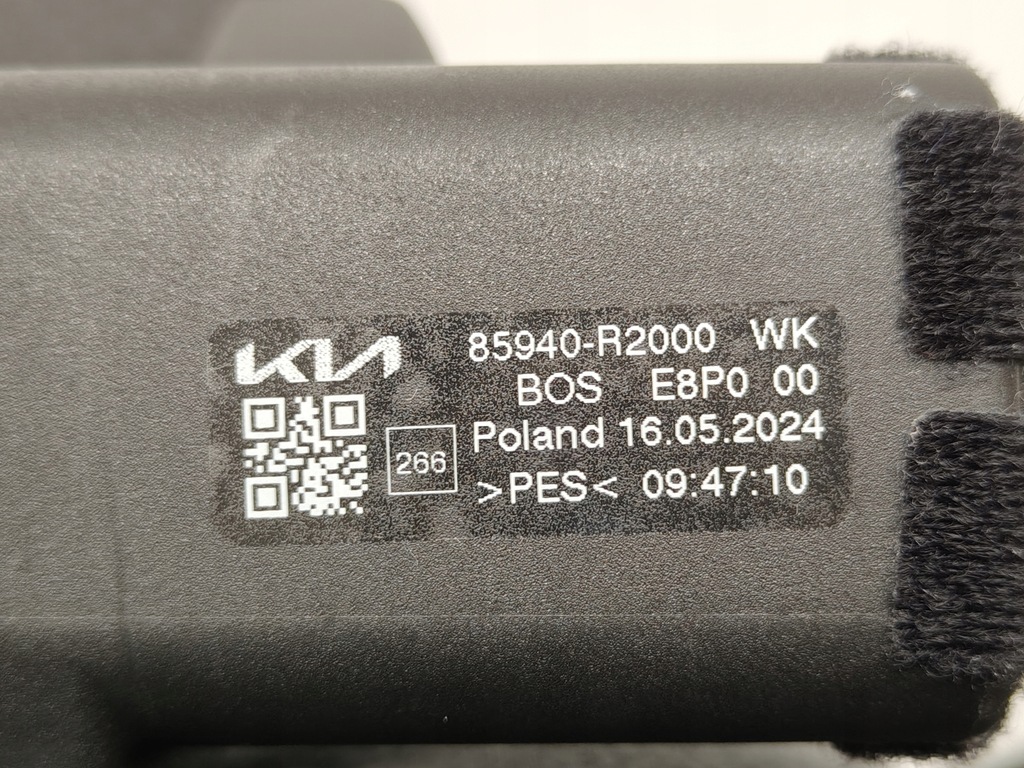 KIA
85940-R2000 WK
BOS E8P0 00
266
Poland 16.05.2024
>PES< 09:47:10